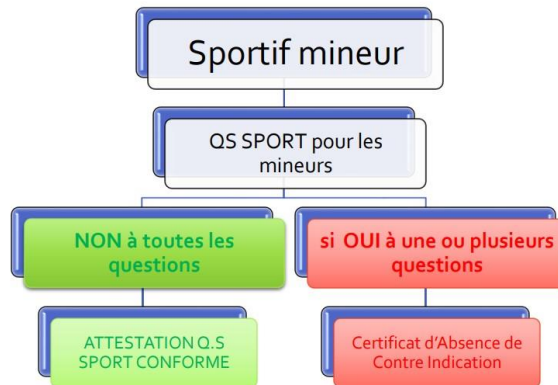 Sportif mineur
QS SPORT pour les
mineurs
NON à toutes les
questions
si OUI à une ou plusieurs
questions
ATTESTATION Q.S
SPORT CONFORME
Certificat d'Absence de
Contre Indication